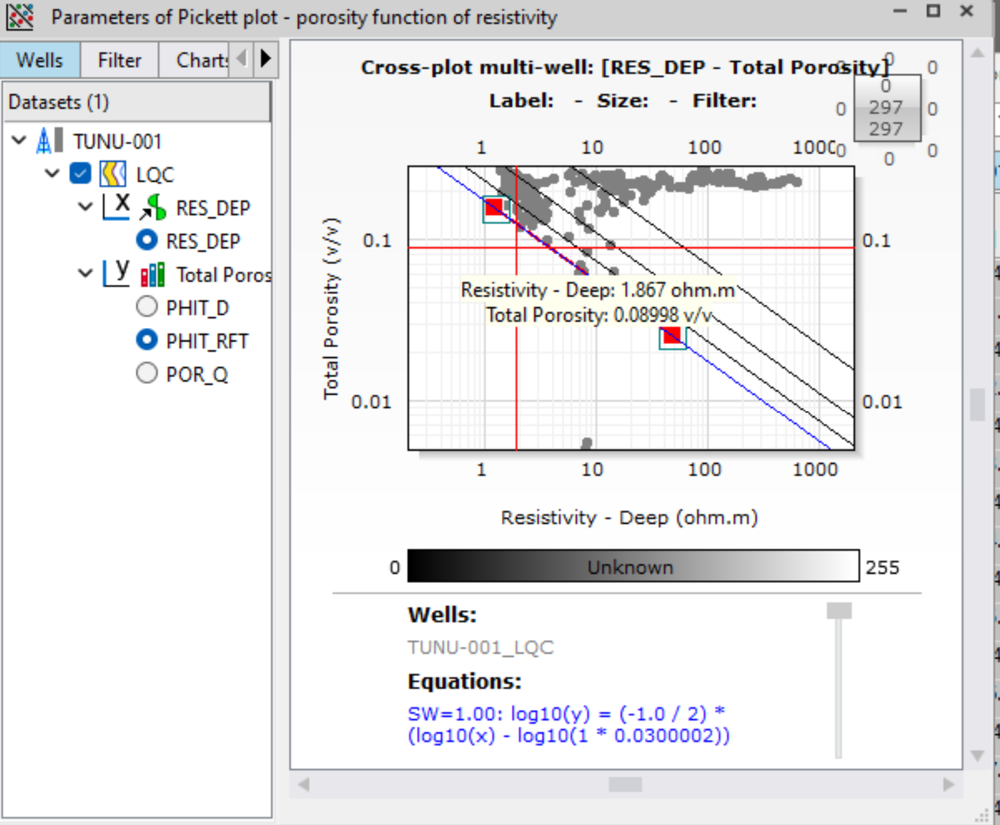 Parameters of Pickett plot - porosity function of resistivity
Wells
Filter
Chart
Datasets (1)
TUNU-001
LQC
X
RES_DEP
RES_DEP
y
Total Poros
PHIT_D
PHIT_RFT
POR_Q
Cross-plot multi-well: [RES_DEP - Total Porosity]
Label: - Size: - Filter:
0 0 0
0
0 297 0
297
0 0 0
1 10 100 1000
Total Porosity (v/v)
0.1 0.1
Resistivity - Deep: 1.867 ohm.m
Total Porosity: 0.08998 v/v
0.01 0.01
1 10 100 1000
Resistivity - Deep (ohm.m)
0 Unknown 255
Wells:
TUNU-001_LQC
Equations:
SW=1.00: log10(y) = (-1.0 / 2) *
(log10(x) - log10(1 * 0.0300002))